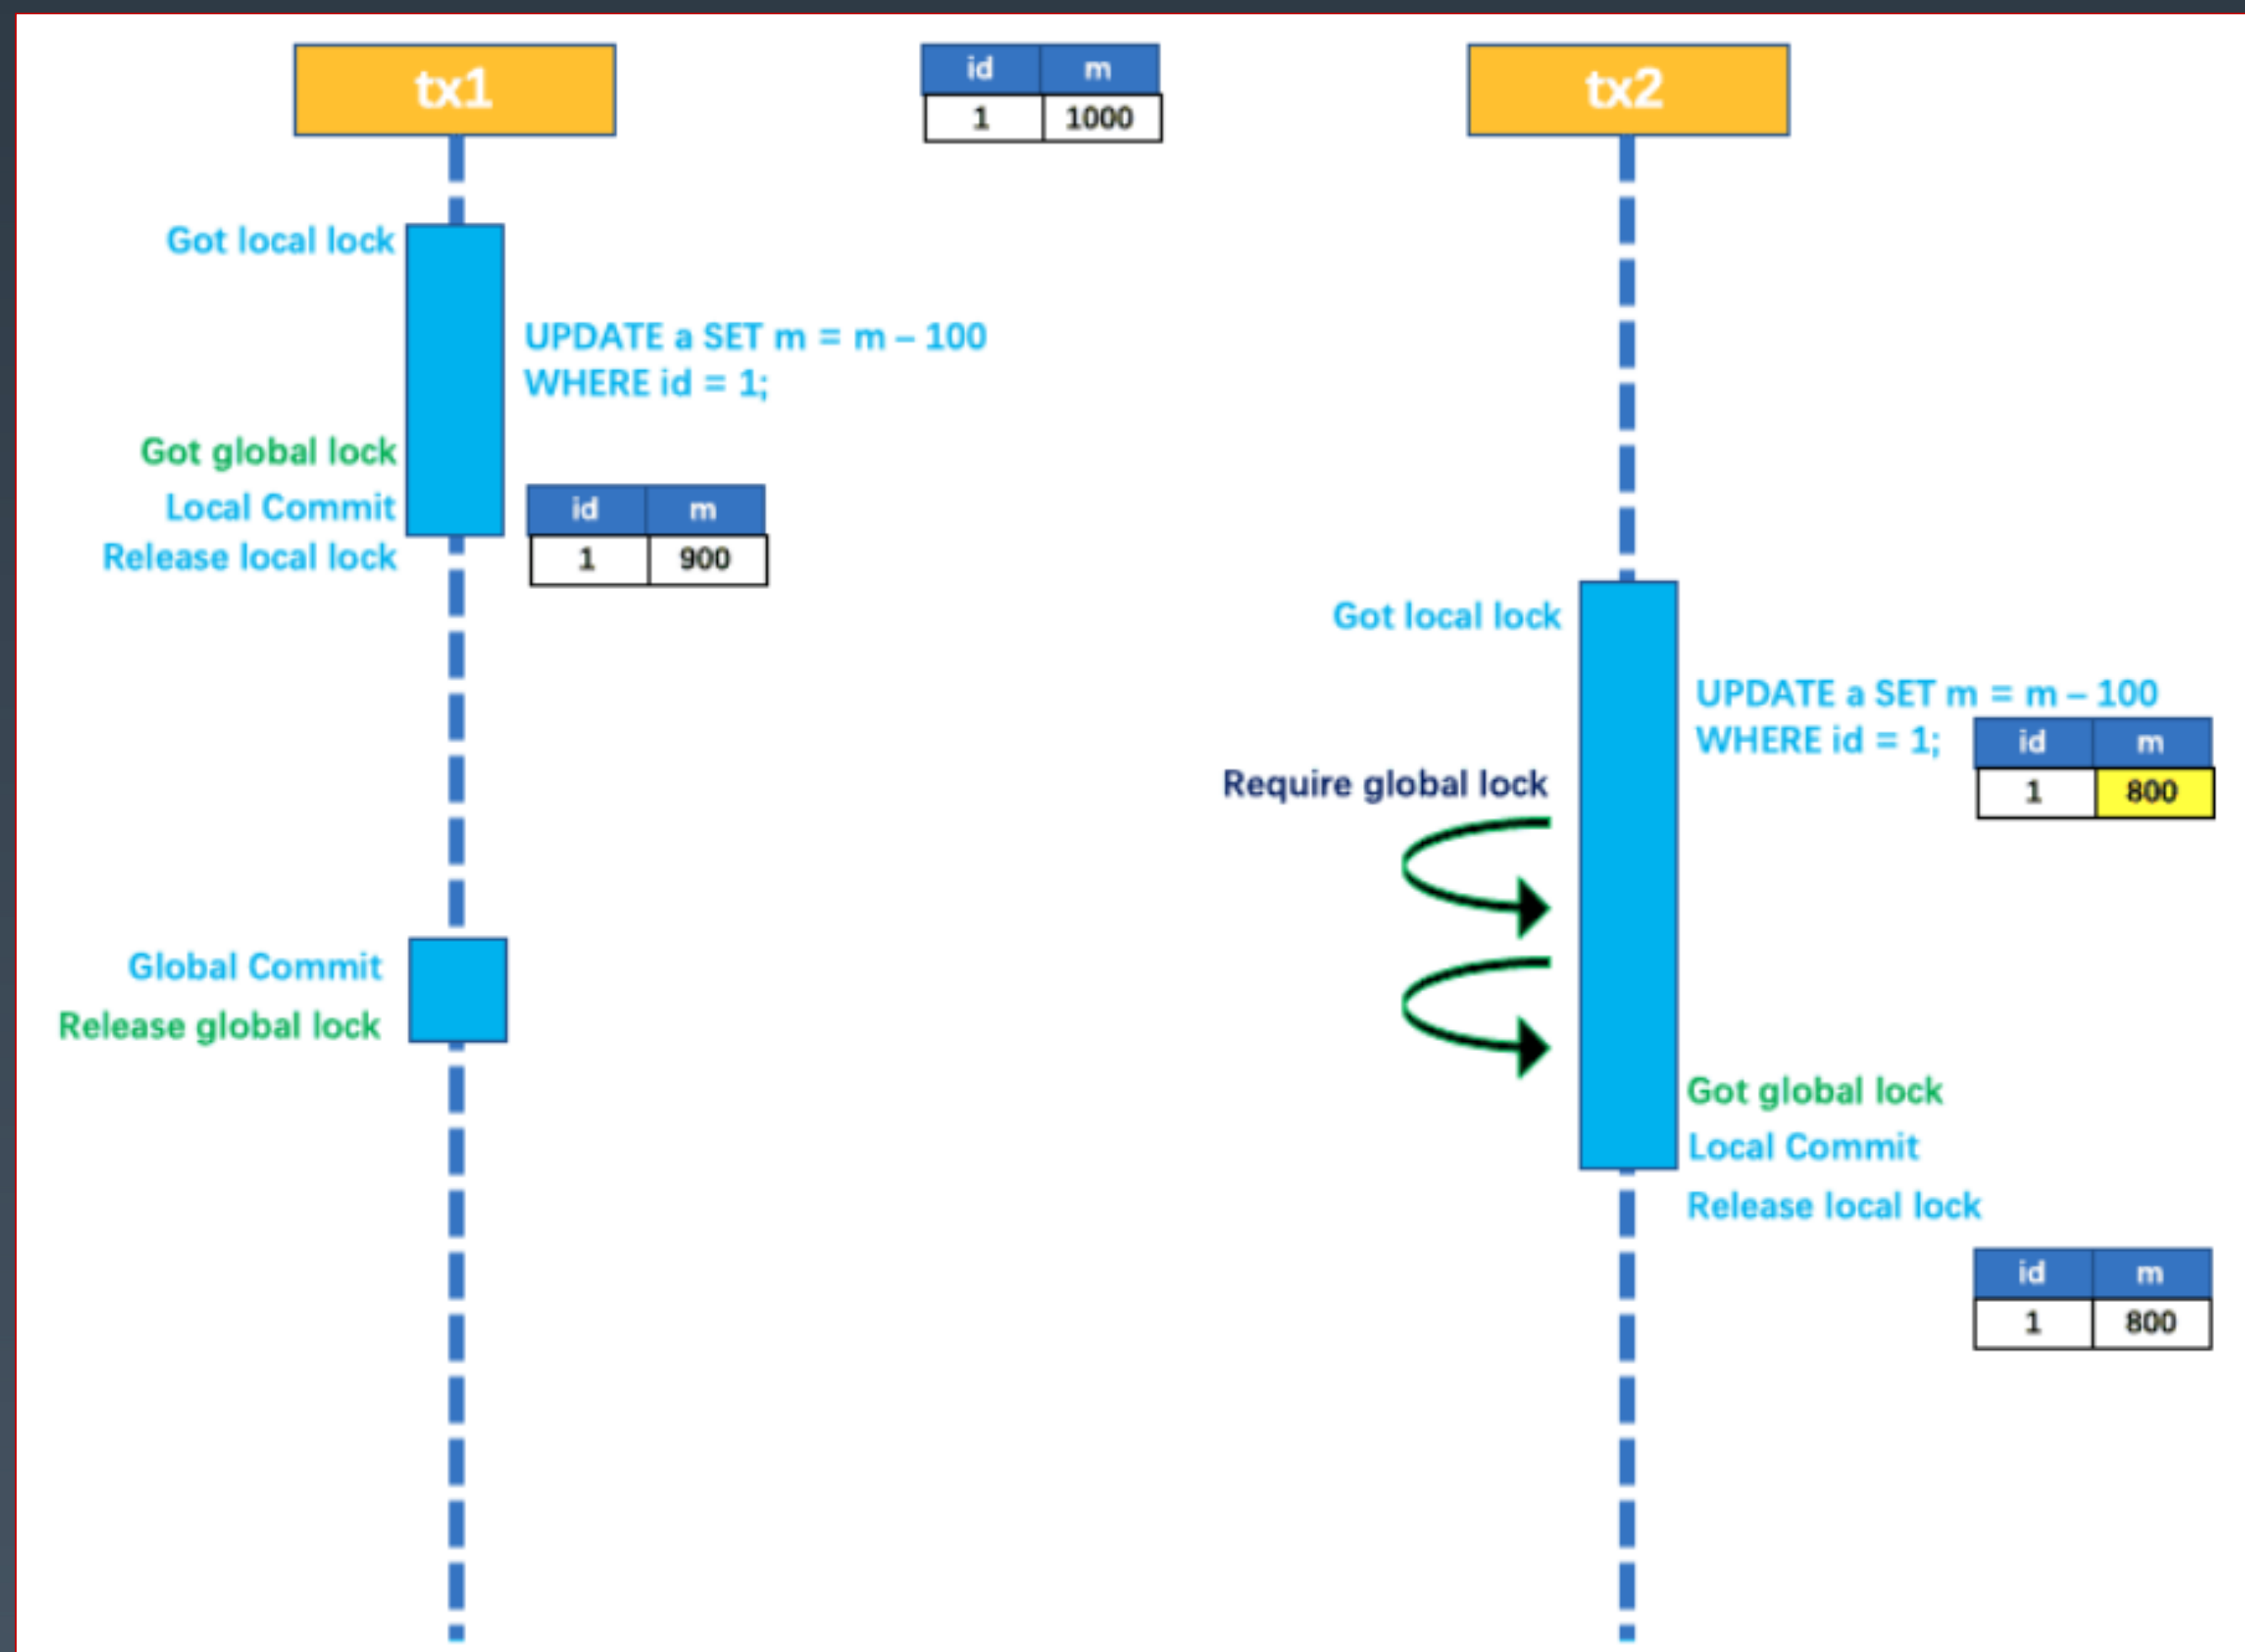 tx1
id m
1 1000
tx2
Got local lock
UPDATE a SET m = m – 100
WHERE id = 1;
Got global lock
Local Commit
Release local lock
id m
1 900
Got local lock
UPDATE a SET m = m – 100
WHERE id = 1;
id m
1 800
Require global lock
Global Commit
Release global lock
Got global lock
Local Commit
Release local lock
id m
1 800